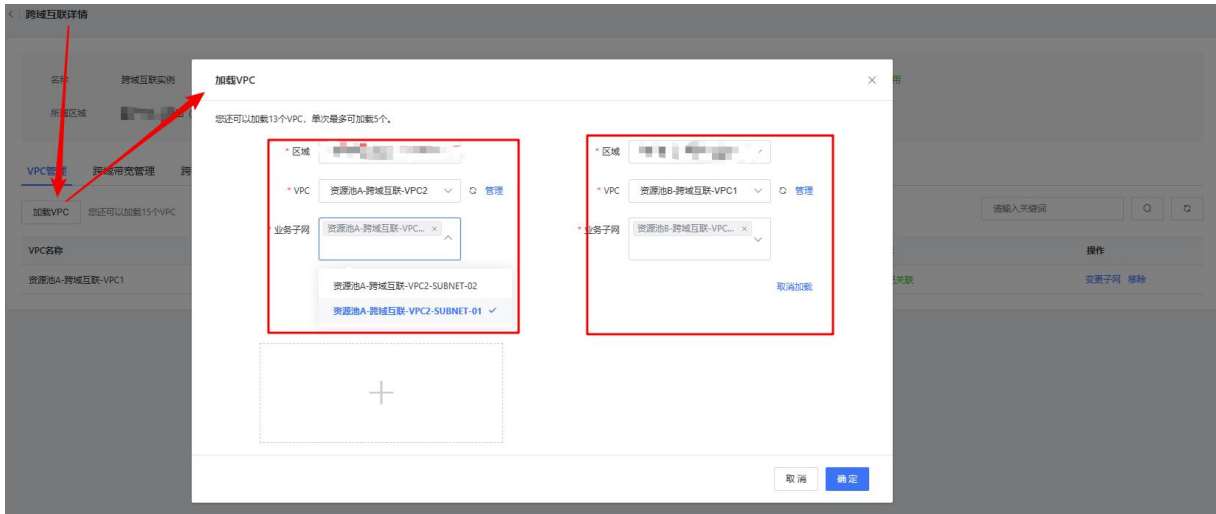 跨域互联详情
名称 跨域互联实例
用
所属区域
加载VPC
您还可以加载13个VPC，单次最多可加载5个。
* 区域
* VPC 资源池A-跨域互联-VPC2 管理
* 业务子网 资源池A-跨域互联-VPC... ×
资源池A-跨域互联-VPC2-SUBNET-02
资源池A-跨域互联-VPC2-SUBNET-01
* 区域
* VPC 资源池B-跨域互联-VPC1 管理
* 业务子网 资源池B-跨域互联-VPC... ×
取消加载
取消 确定
VPC管理 跨域带宽管理 跨
加载VPC 您还可以加载15个VPC
请输入关键词
VPC名称 操作
资源池A-跨域互联-VPC1 关联 变更子网 移除